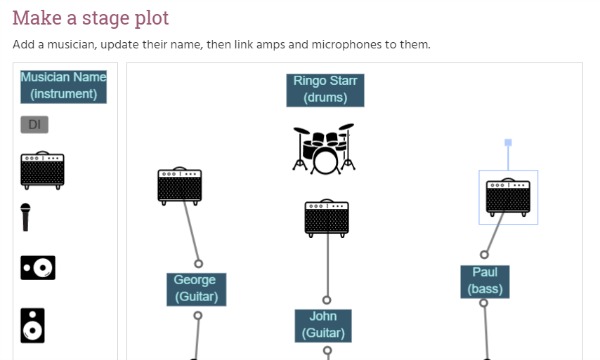 Make a stage plot
Add a musician, update their name, then link amps and microphones to them.
Musician Name
(instrument)
DI
Ringo Starr
(drums)
George
(Guitar)
John
(Guitar)
Paul
(bass)